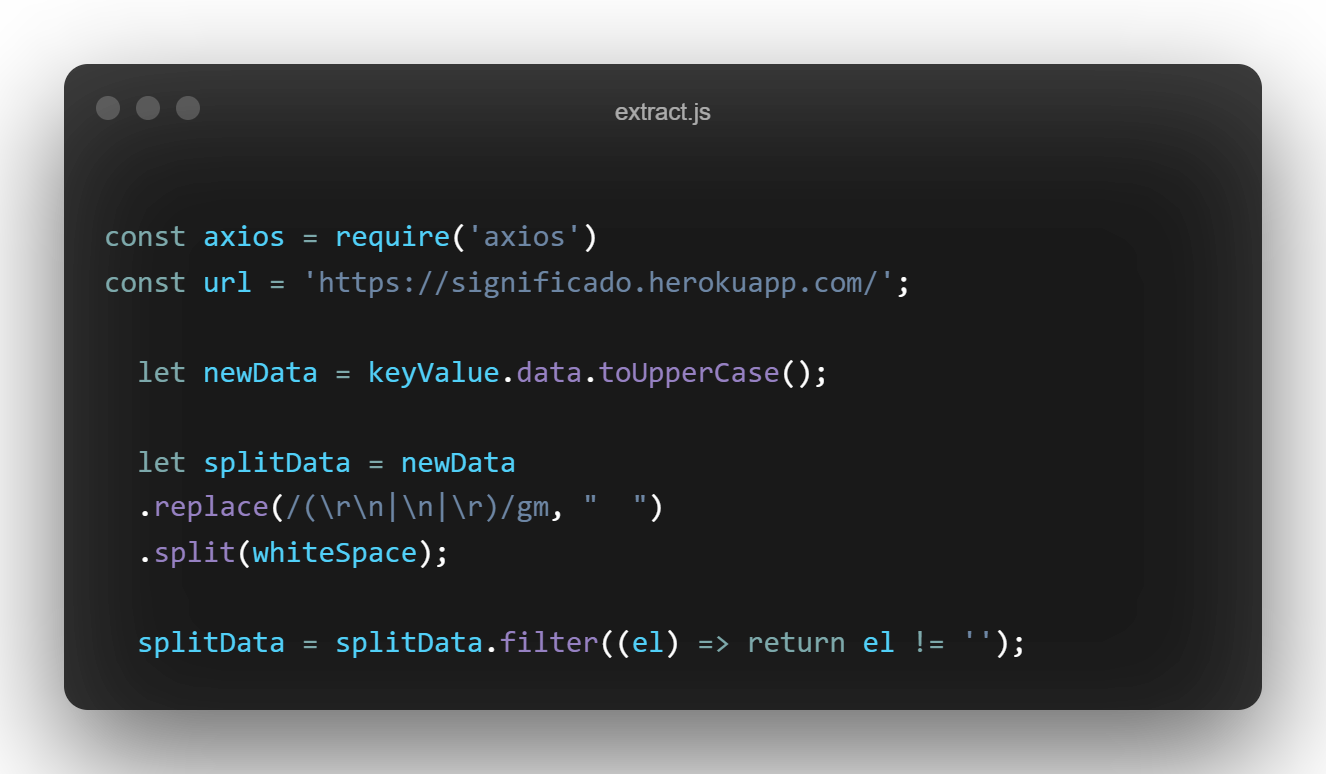 extract.js
const axios = require('axios')
const url = 'https://significado.herokuapp.com/';
let newData = keyValue.data.toUpperCase();
let splitData = newData
.replace(/(\r\n|\n|\r)/gm, "  ")
.split(whiteSpace);
splitData = splitData.filter((el) => return el != '');